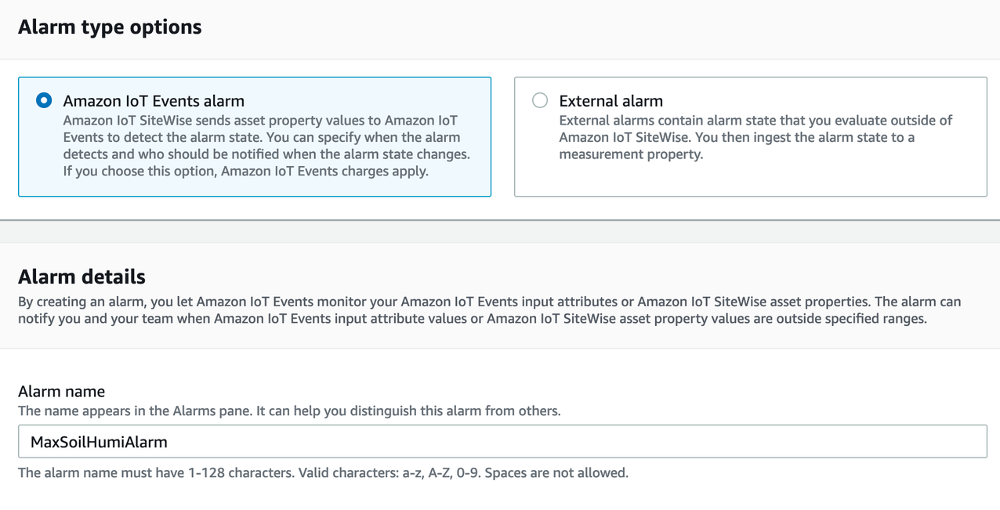 Alarm type options
Amazon IoT Events alarm
Amazon IoT SiteWise sends asset property values to Amazon IoT
Events to detect the alarm state. You can specify when the alarm
detects and who should be notified when the alarm state changes.
If you choose this option, Amazon IoT Events charges apply.
External alarm
External alarms contain alarm state that you evaluate outside of
Amazon IoT SiteWise. You then ingest the alarm state to a
measurement property.
Alarm details
By creating an alarm, you let Amazon IoT Events monitor your Amazon IoT Events input attributes or Amazon IoT SiteWise asset properties. The alarm can
notify you and your team when Amazon IoT Events input attribute values or Amazon IoT SiteWise asset property values are outside specified ranges.
Alarm name
The name appears in the Alarms pane. It can help you distinguish this alarm from others.
MaxSoilHumiAlarm
The alarm name must have 1-128 characters. Valid characters: a-z, A-Z, 0-9. Spaces are not allowed.